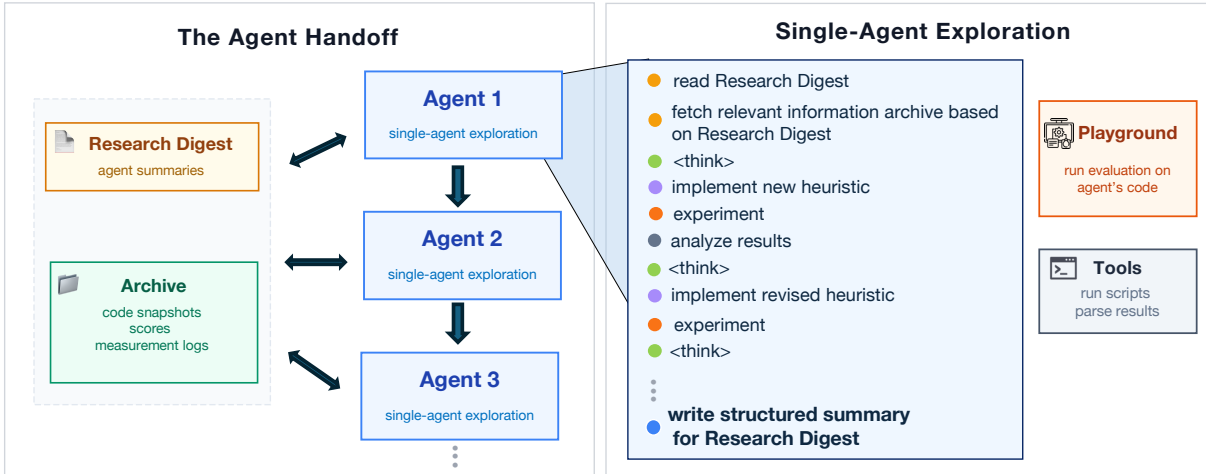 The Agent Handoff
Research Digest
agent summaries
Archive
code snapshots
scores
measurement logs
Agent 1
single-agent exploration
Agent 2
single-agent exploration
Agent 3
single-agent exploration
Single-Agent Exploration
read Research Digest
fetch relevant information archive based
on Research Digest
<think>
implement new heuristic
experiment
analyze results
<think>
implement revised heuristic
experiment
<think>
write structured summary
for Research Digest
Playground
run evaluation on
agent's code
Tools
run scripts
parse results